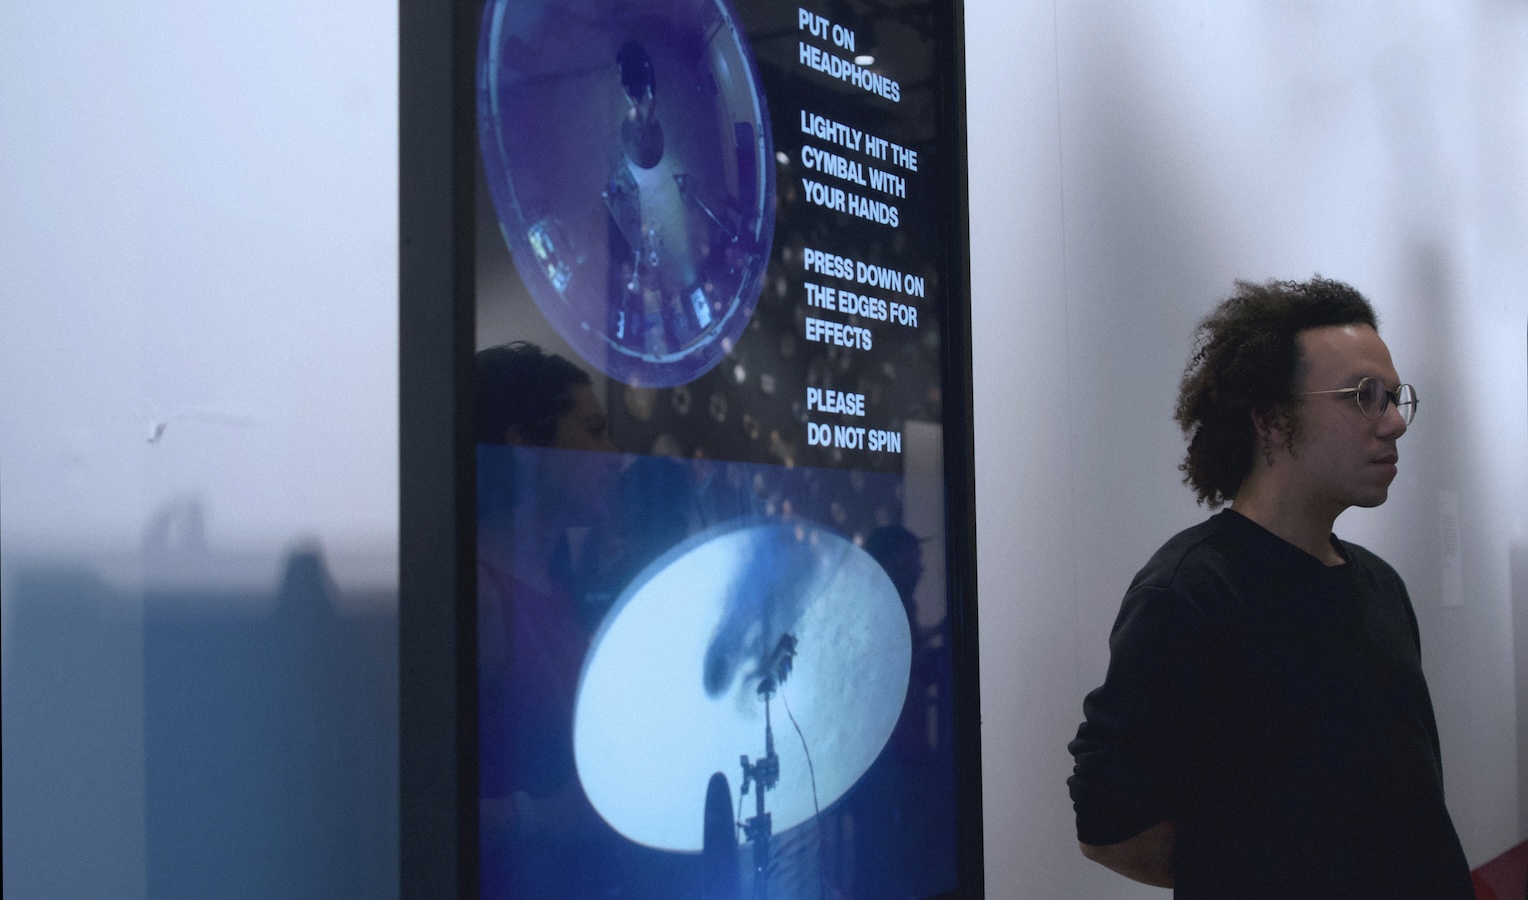 PUT ON
HEADPHONES
LIGHTLY HIT THE
CYMBAL WITH
YOUR HANDS
PRESS DOWN ON
THE EDGES FOR
EFFECTS
PLEASE
DO NOT SPIN